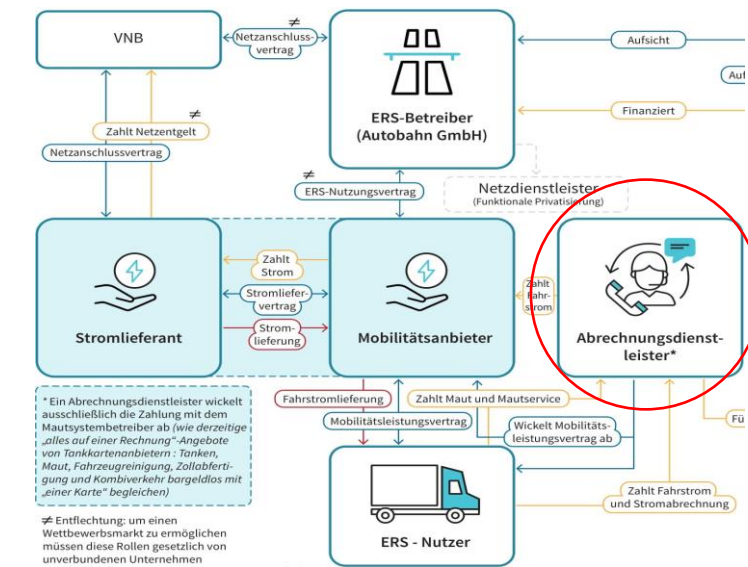 VNB
≠
Netzanschluss-
vertrag
ERS-Betreiber
(Autobahn GmbH)
Aufsicht
Auf
Finanziert
≠
Zahlt Netzentgelt
Netzanschlussvertrag
≠
ERS-Nutzungsvertrag
Netzdienstleister
(Funktionale Privatisierung)
Stromlieferant
Zahlt
Strom
Stromliefer-
vertrag
Strom-
lieferung
Mobilitätsanbieter
Zahlt
Fahr-
strom
Abrechnungsdienst-
leister*
* Ein Abrechnungsdienstleister wickelt
ausschließlich die Zahlung mit dem
Mautsystembetreiber ab (wie derzeitige
„alles auf einer Rechnung“-Angebote
von Tankkartenanbietern : Tanken,
Maut, Fahrzeugreinigung, Zollabferti-
gung und Kombiverkehr bargeldlos mit
„einer Karte“ begleichen)
Fahrstromlieferung
Zahlt Maut und Mautservice
Mobilitätsleistungsvertrag
Wickelt Mobilitäts-
leistungsvertrag ab
Fü
Zahlt Fahrstrom
und Stromabrechnung
ERS - Nutzer
≠ Entflechtung: um einen
Wettbewerbsmarkt zu ermöglichen
müssen diese Rollen gesetzlich von
unverbundenen Unternehmen